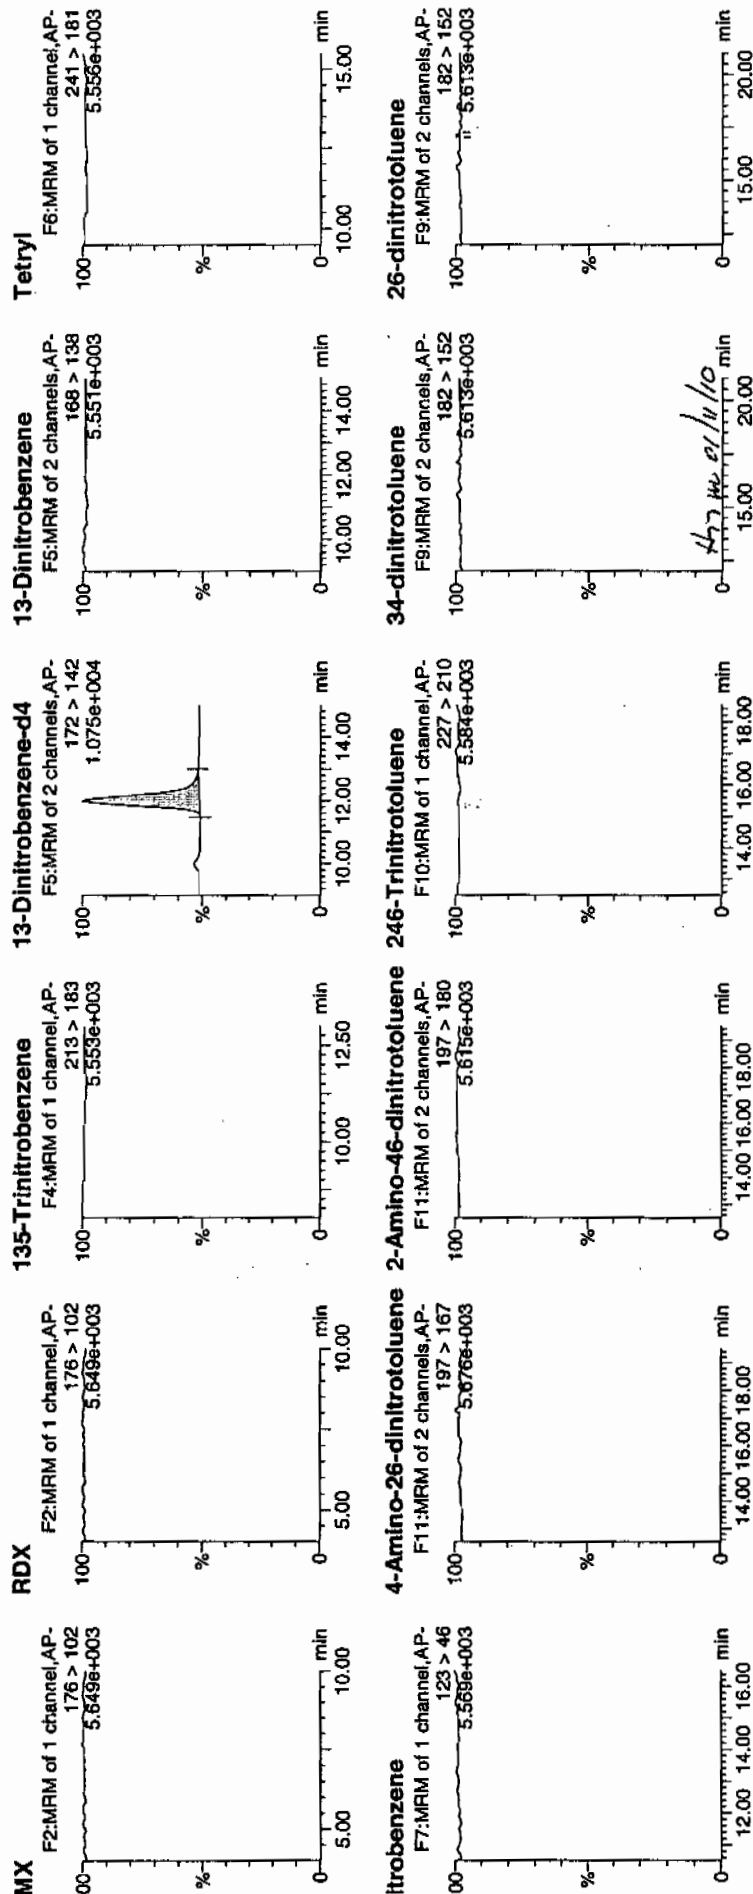 MX
F2:MRM of 1 channel,AP-
176 > 102
5.649e+003
00
%
0
5.00
10.00
min
RDX
F2:MRM of 1 channel,AP-
176 > 102
5.649e+003
100
%
0
5.00
10.00
min
135-Trinitrobenzene
F4:MRM of 1 channel,AP-
213 > 183
5.553e+003
100
%
0
10.00
12.50
min
13-Dinitrobenzene-d4
F5:MRM of 2 channels,AP-
172 > 142
1.075e+004
100
%
0
10.00
12.00
14.00
min
13-Dinitrobenzene
F5:MRM of 2 channels,AP-
168 > 138
5.551e+003
100
%
0
10.00
12.00
14.00
min
Tetryl
F6:MRM of 1 channel,AP-
241 > 181
5.556e+003
100
%
0
10.00
15.00
min
itrobenzene
F7:MRM of 1 channel,AP-
123 > 46
5.569e+003
00
%
0
12.00
14.00
16.00
min
4-Amino-26-dinitrotoluene
F11:MRM of 2 channels,AP-
197 > 167
5.676e+003
100
%
0
14.00
16.00
18.00
min
2-Amino-46-dinitrotoluene
F11:MRM of 2 channels,AP-
197 > 180
5.615e+003
100
%
0
14.00
16.00
18.00
min
246-Trinitrotoluene
F10:MRM of 1 channel,AP-
227 > 210
5.584e+003
100
%
0
14.00
16.00
18.00
min
34-dinitrotoluene
F9:MRM of 2 channels,AP-
182 > 152
5.613e+003
100
%
0
15.00
20.00
min
01/11/10
26-dinitrotoluene
F9:MRM of 2 channels,AP-
182 > 152
5.613e+003
100
%
0
15.00
20.00
min